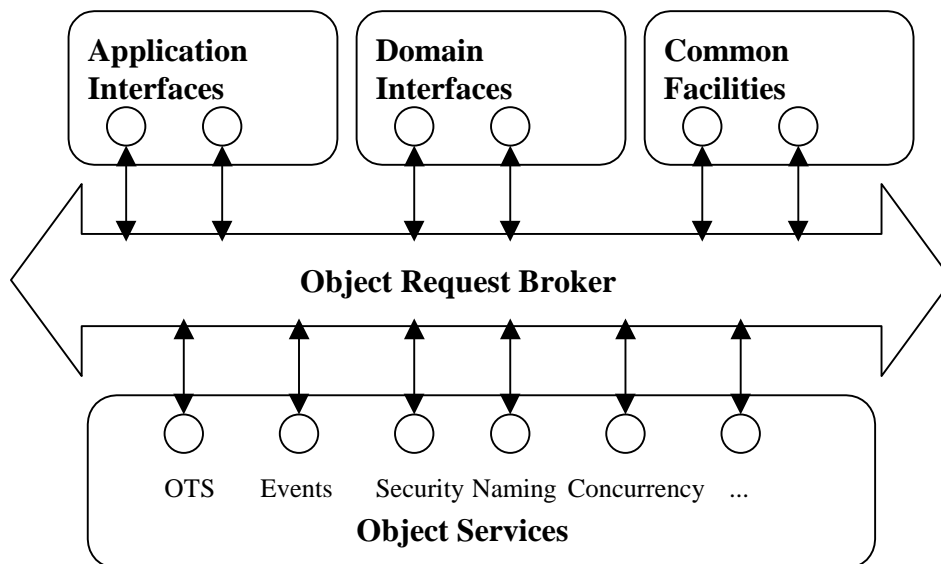 Application
Interfaces
Domain
Interfaces
Common
Facilities
Object Request Broker
OTS Events Security Naming Concurrency ...
Object Services